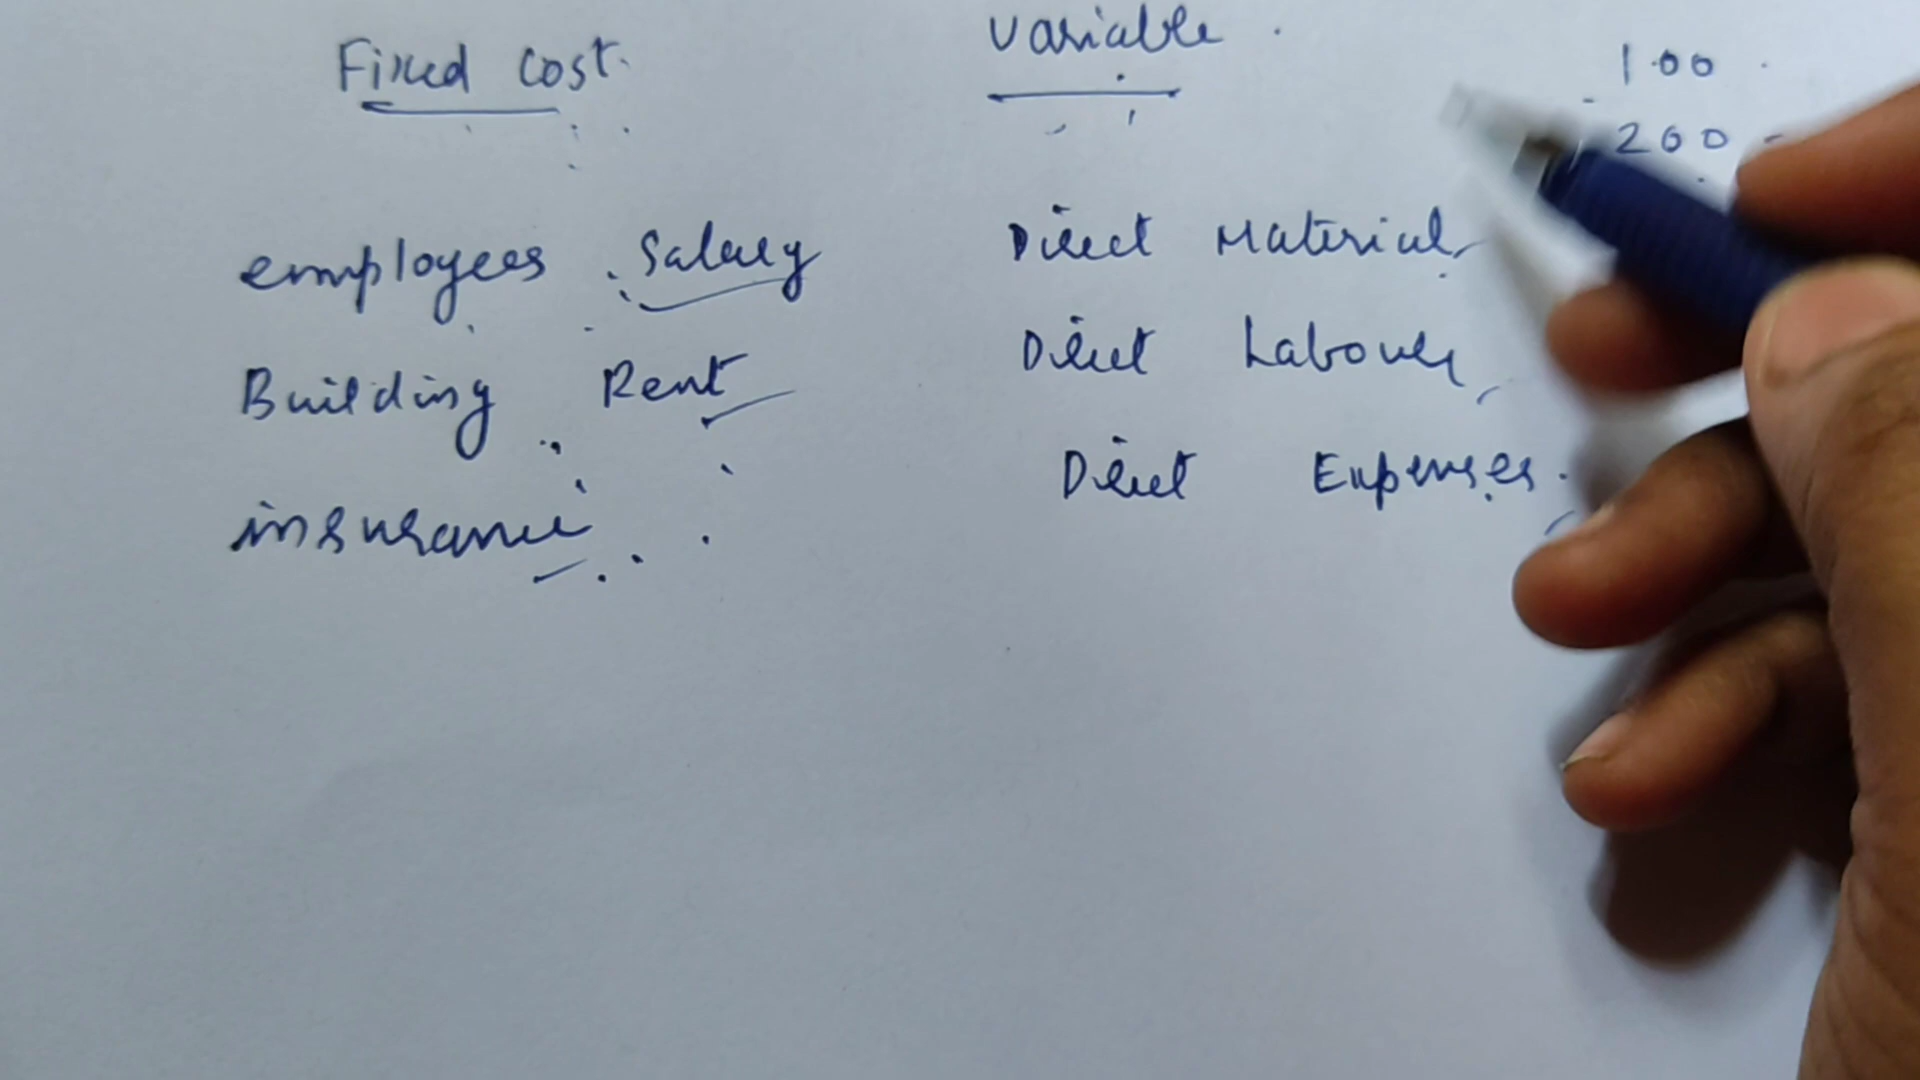 Fixed Cost
employees Salary
Building Rent
insurance
Variable
Direct Material
Direct Labour
Direct Expenses
100
200